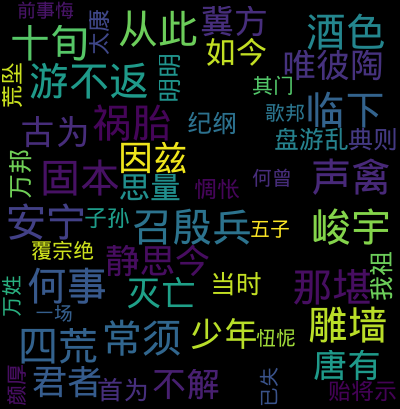 前事悔
十旬
太康
从此
冀方
酒色
如今
唯彼陶
荒坠
游不返
明明
其门
临下
歌邦
古为
祸胎
纪纲
盘游乱
典则
因兹
万邦
固本
思量
惆怅
何曾
声禽
安宁
子孙
召殷兵
五子
峻宇
覆宗绝
静思今
我祖
万姓
何事
灭亡
当时
那堪
一场
四荒
常须
少年
忸怩
雕墙
唐有
颜厚
君者
首为
不解
已失
贻将示